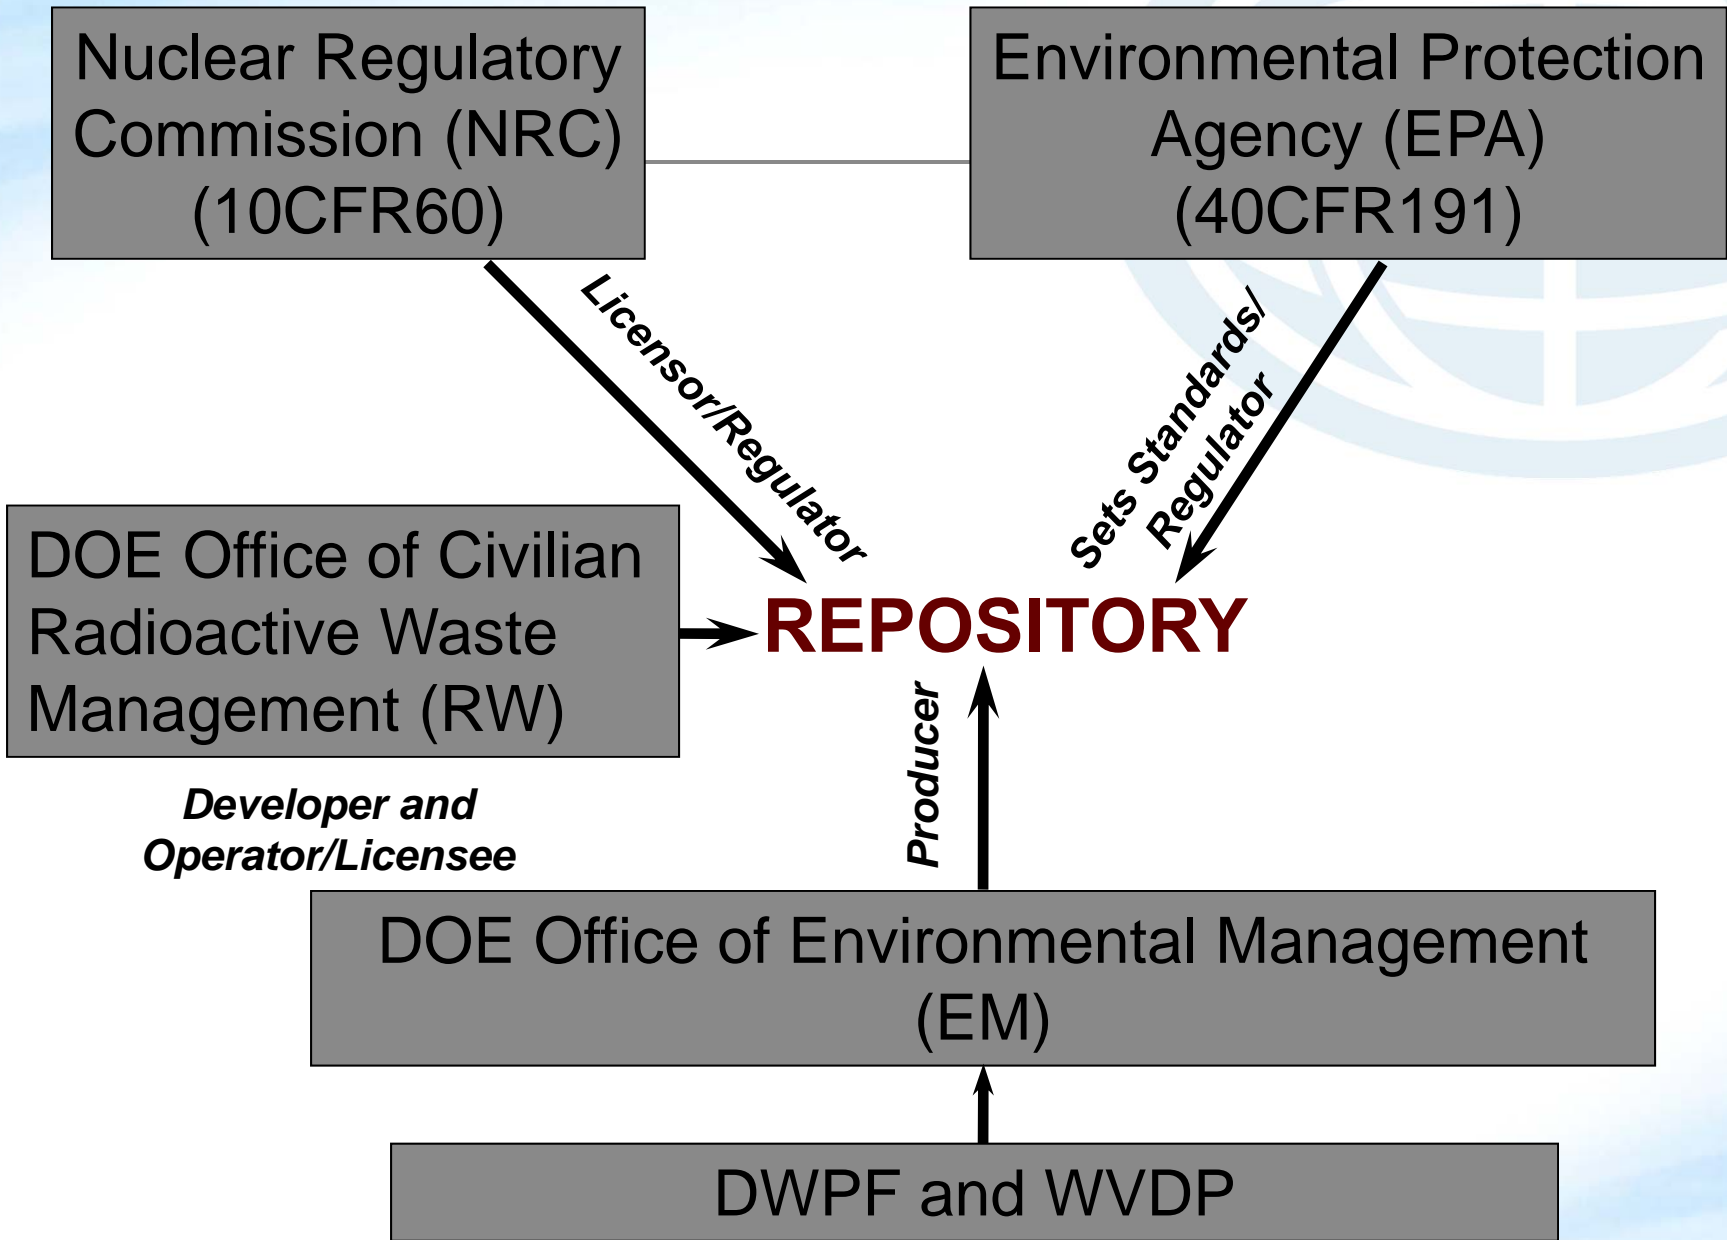 Nuclear Regulatory
Commission (NRC)
(10CFR60)
Environmental Protection
Agency (EPA)
(40CFR191)
Licensor/Regulator
Sets Standards/
Regulator
DOE Office of Civilian
Radioactive Waste
Management (RW)
REPOSITORY
Developer and
Operator/Licensee
Producer
DOE Office of Environmental Management
(EM)
DWPF and WVDP